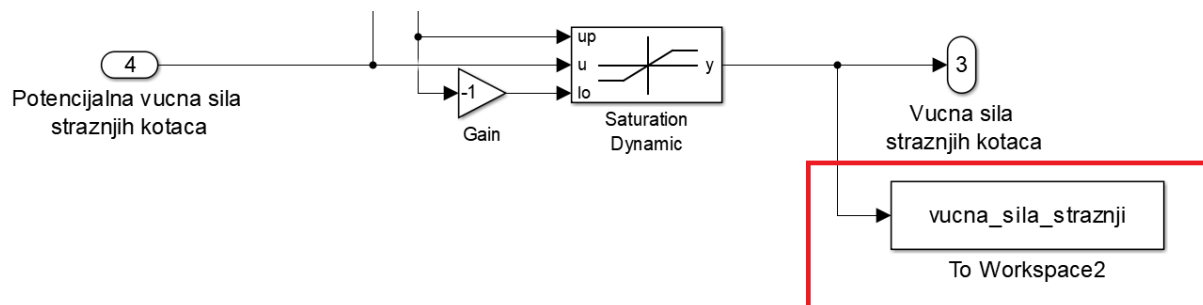 up
4
u
y
3
-1
lo
Potencijalna vucna sila
straznjih kotaca
Gain
Saturation
Dynamic
Vucna sila
straznjih kotaca
vucna_sila_straznji
To Workspace2